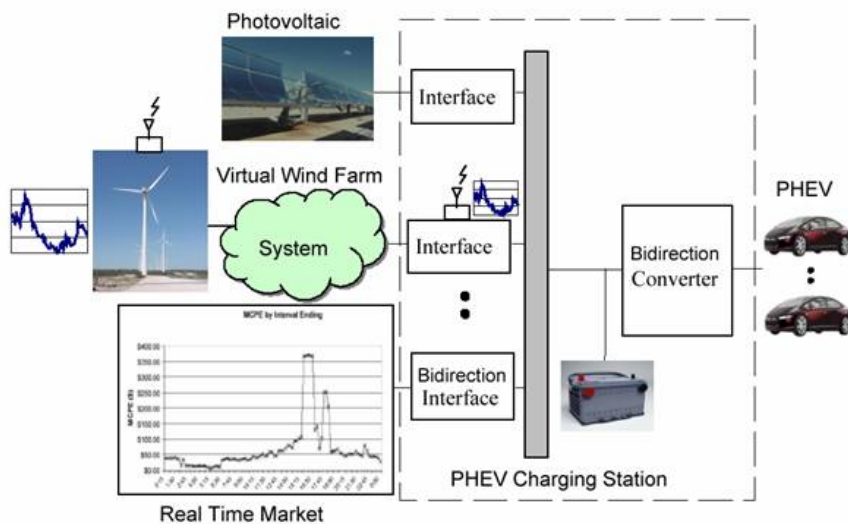 Photovoltaic
Interface
Virtual Wind Farm
System
Interface
PHEV
Bidirection
Converter
MCPE by Interval Ending
MCPE ($)
$400.00
$350.00
$300.00
$250.00
$200.00
$150.00
$100.00
$50.00
$0.00
Bidirection
Interface
PHEV Charging Station
Real Time Market